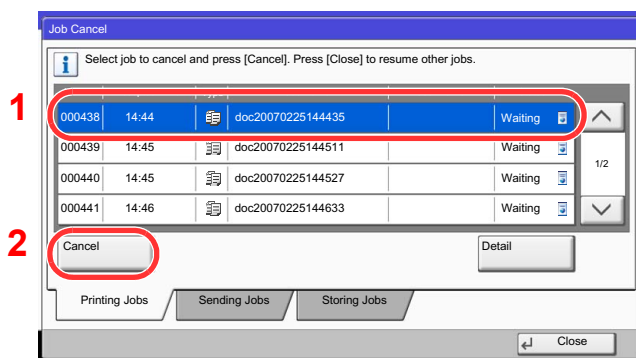 Job Cancel
Select job to cancel and press [Cancel]. Press [Close] to resume other jobs.
1
000438 14:44 doc20070225144435 Waiting
000439 14:45 doc20070225144511 Waiting
1/2
000440 14:45 doc20070225144527 Waiting
000441 14:46 doc20070225144633 Waiting
2
Cancel Detail
Printing Jobs Sending Jobs Storing Jobs
Close